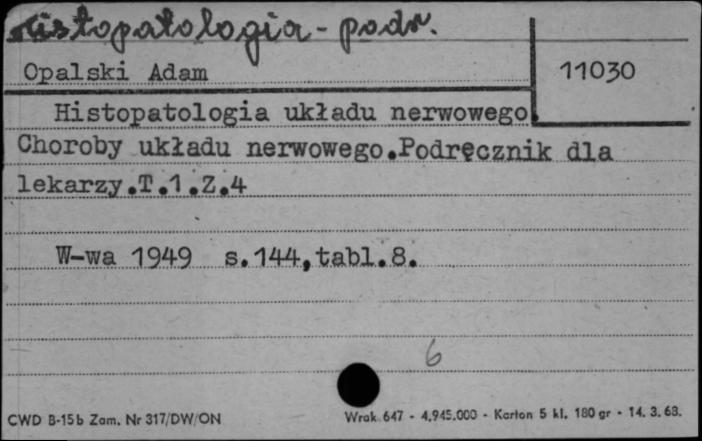 Histopatologia - podr.
Opalski Adam
11030
Histopatologia układu nerwowego.
Choroby układu nerwowego.Podręcznik dla
lekarzy.T.1.Z.4
W-wa 1949 s.144,tabl.8.
6
CWD B-15b Zam. Nr 317/DW/ON
Wrak. 647 - 4.945.000 - Karton 5 kl. 180 gr - 14. 3. 63.